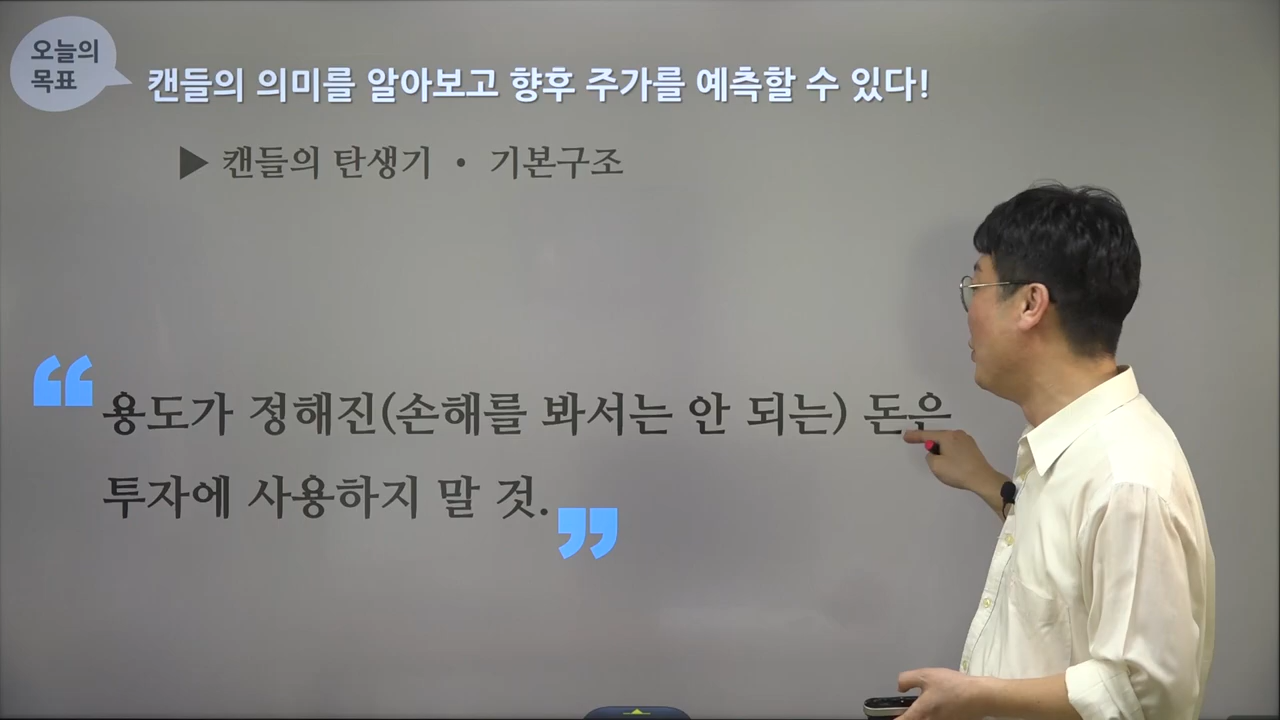 오늘의
목표
캔들의 의미를 알아보고 향후 주가를 예측할 수 있다!
▶ 캔들의 탄생기 · 기본구조
“용도가 정해진(손해를 봐서는 안 되는) 돈은
투자에 사용하지 말 것.”